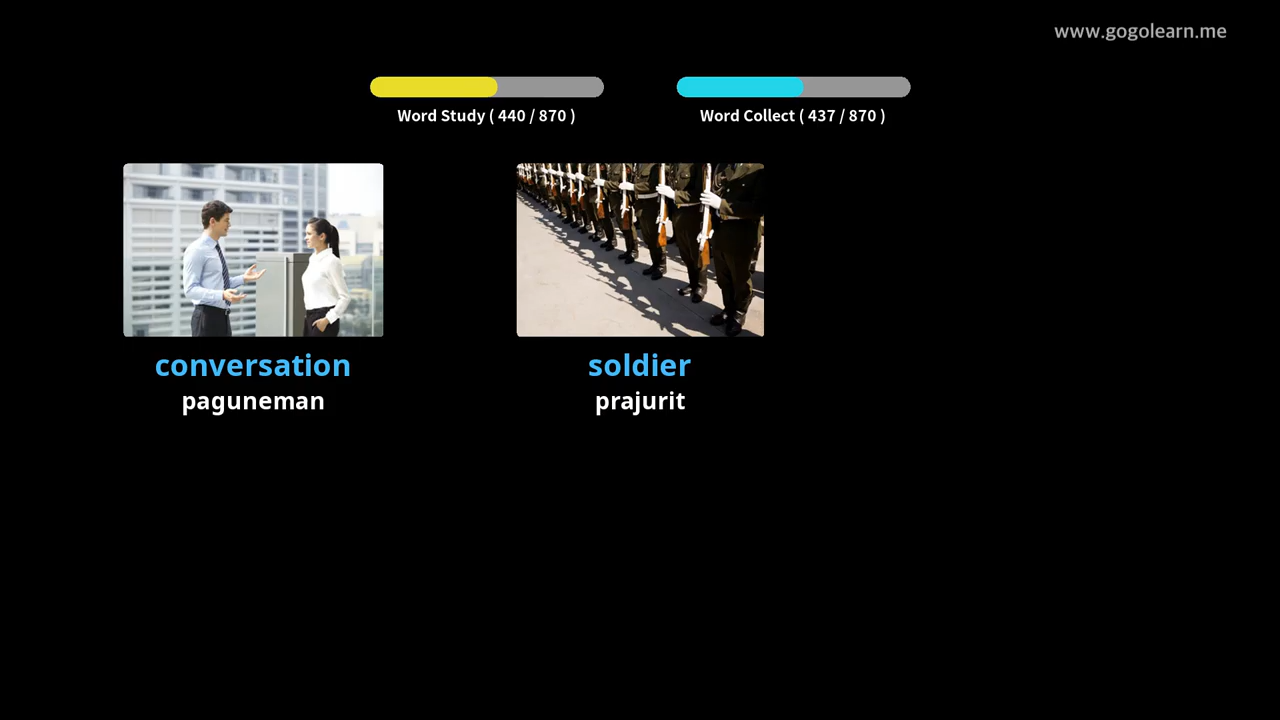 www.gogolearn.me
Word Study ( 440 / 870 )
Word Collect ( 437 / 870 )
conversation
paguneman
soldier
prajurit